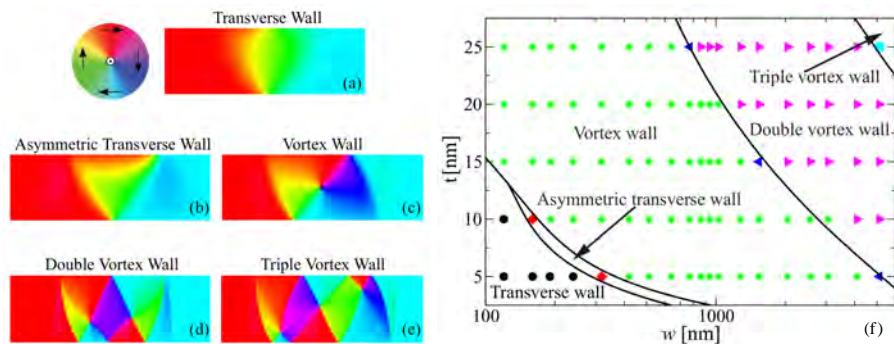 Transverse Wall
(a)
Asymmetric Transverse Wall
Vortex Wall
(b)
(c)
Double Vortex Wall
Triple Vortex Wall
(d)
(e)
t [nm]
25
20
15
10
5
Triple vortex wall
Vortex wall
Double vortex wall
Asymmetric transverse wall
Transverse wall
100
1000
w [nm]
(f)